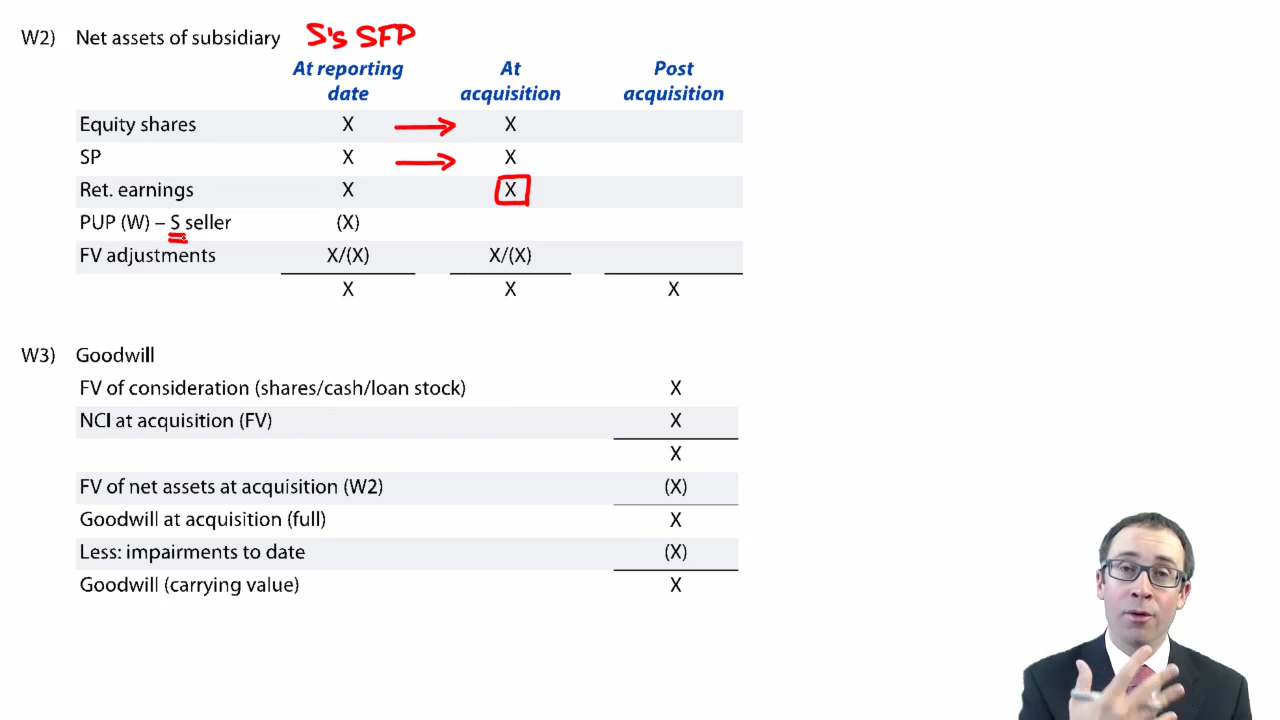 W2) Net assets of subsidiary S's SFP
At reporting date At acquisition Post acquisition
Equity shares X X
SP X X
Ret. earnings X X
PUP (W) – S seller (X)
FV adjustments X/(X) X/(X)
X X X
W3) Goodwill
FV of consideration (shares/cash/loan stock) X
NCI at acquisition (FV) X
X
FV of net assets at acquisition (W2) (X)
Goodwill at acquisition (full) X
Less: impairments to date (X)
Goodwill (carrying value) X